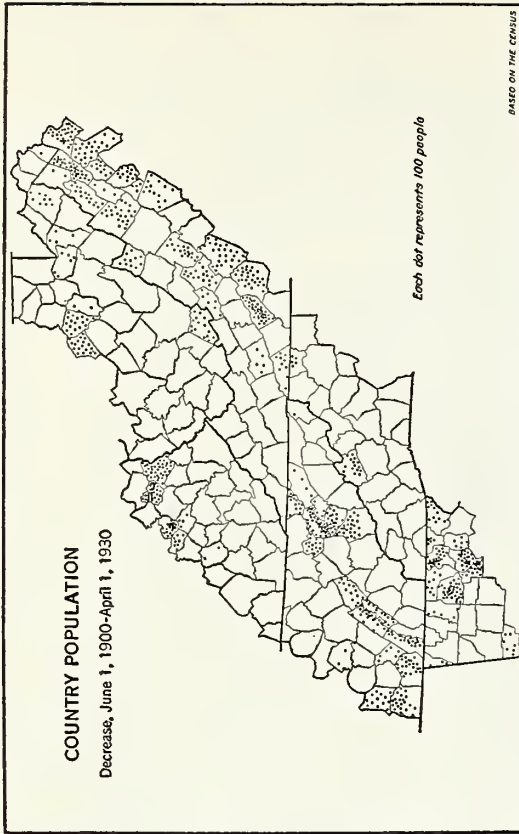 COUNTRY POPULATION
Decrease, June 1, 1900-April 1, 1930
Each dot represents 100 people
BASED ON THE CENSUS